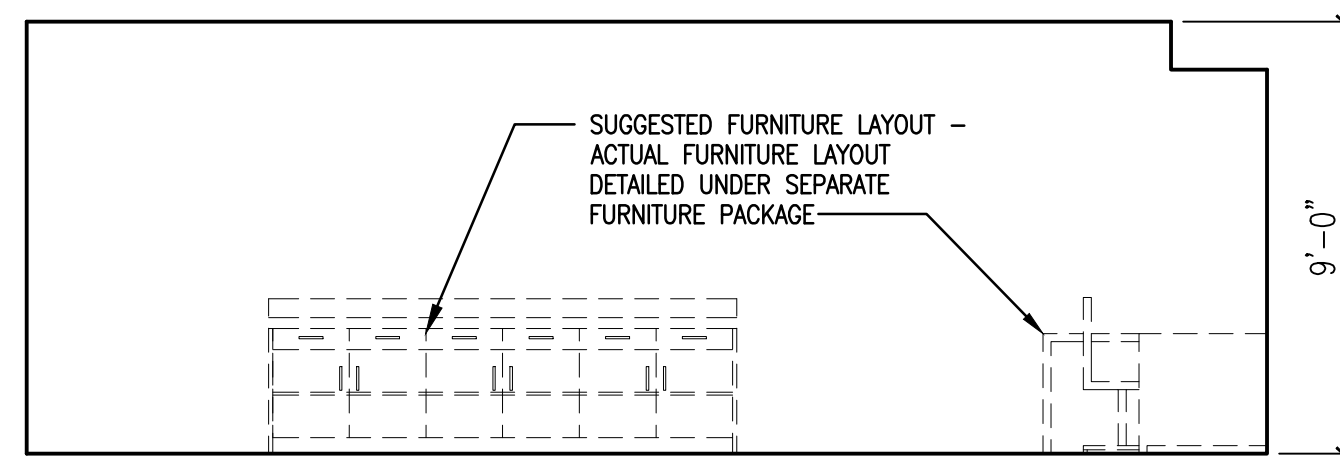 SUGGESTED FURNITURE LAYOUT –
ACTUAL FURNITURE LAYOUT
DETAILED UNDER SEPARATE
FURNITURE PACKAGE
9'-0"